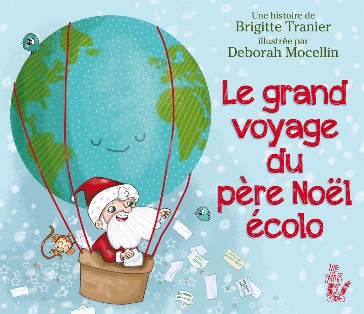 Une histoire de
Brigitte Tranier
illustrée par
Deborah Mocellin
Le grand
voyage
du
père Noël
écolo